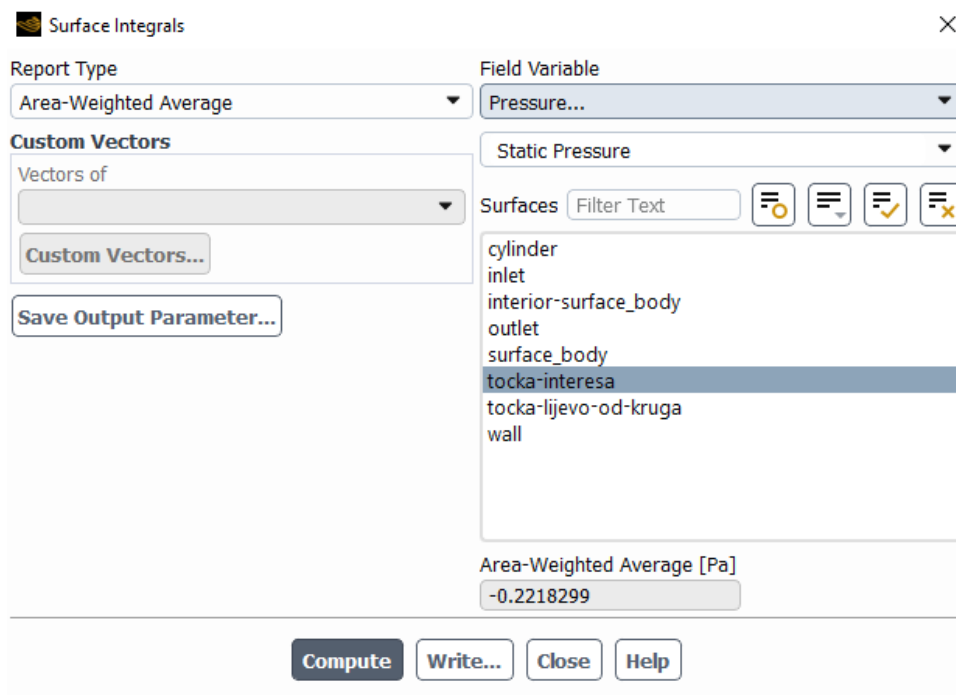 Surface Integrals
Report Type
Area-Weighted Average
Custom Vectors
Vectors of
Custom Vectors...
Save Output Parameter...
Field Variable
Pressure...
Static Pressure
Surfaces Filter Text
cylinder
inlet
interior-surface_body
outlet
surface_body
tocka-interesa
tocka-lijevo-od-kruga
wall
Area-Weighted Average [Pa]
-0.2218299
Compute Write... Close Help